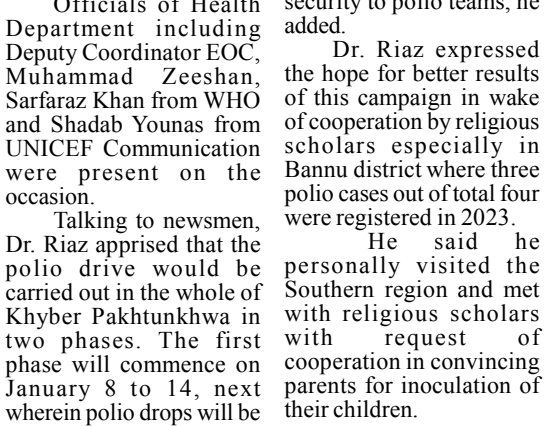 Officials of Health
Department including
Deputy Coordinator EOC,
Muhammad Zeeshan,
Sarfaraz Khan from WHO
and Shadab Younas from
UNICEF Communication
were present on the
occasion.
Talking to newsmen,
Dr. Riaz apprised that the
polio drive would be
carried out in the whole of
Khyber Pakhtunkhwa in
two phases. The first
phase will commence on
January 8 to 14, next
wherein polio drops will be
security to polio teams, he
added.
Dr. Riaz expressed
the hope for better results
of this campaign in wake
of cooperation by religious
scholars especially in
Bannu district where three
polio cases out of total four
were registered in 2023.
He said he
personally visited the
Southern region and met
with religious scholars
with request of
cooperation in convincing
parents for inoculation of
their children.